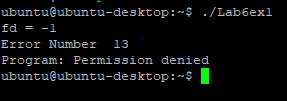 ubuntu@ubuntu-desktop:~$ ./Lab6ex1
fd = -1
Error Number  13
Program: Permission denied
ubuntu@ubuntu-desktop:~$